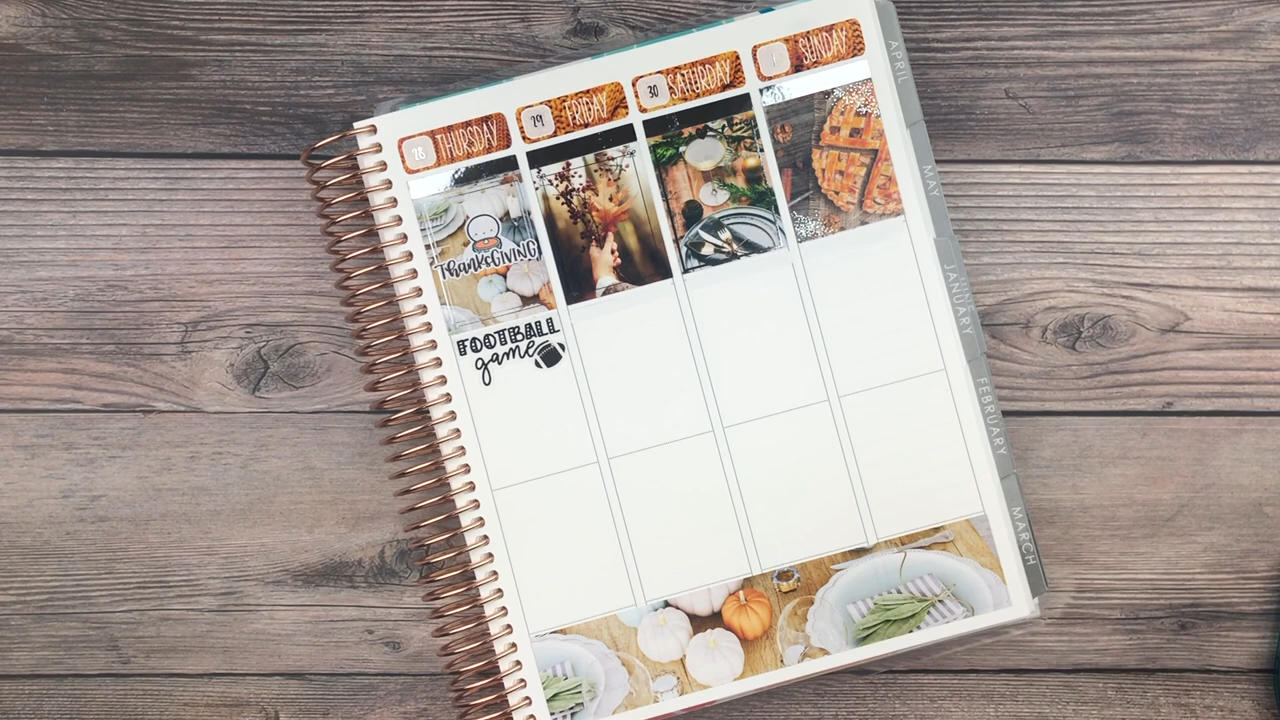 28 THURSDAY
29 FRIDAY
30 SATURDAY
1 SUNDAY
THANKSGIVING
FOOTBALL
game
APRIL
MAY
JANUARY
FEBRUARY
MARCH